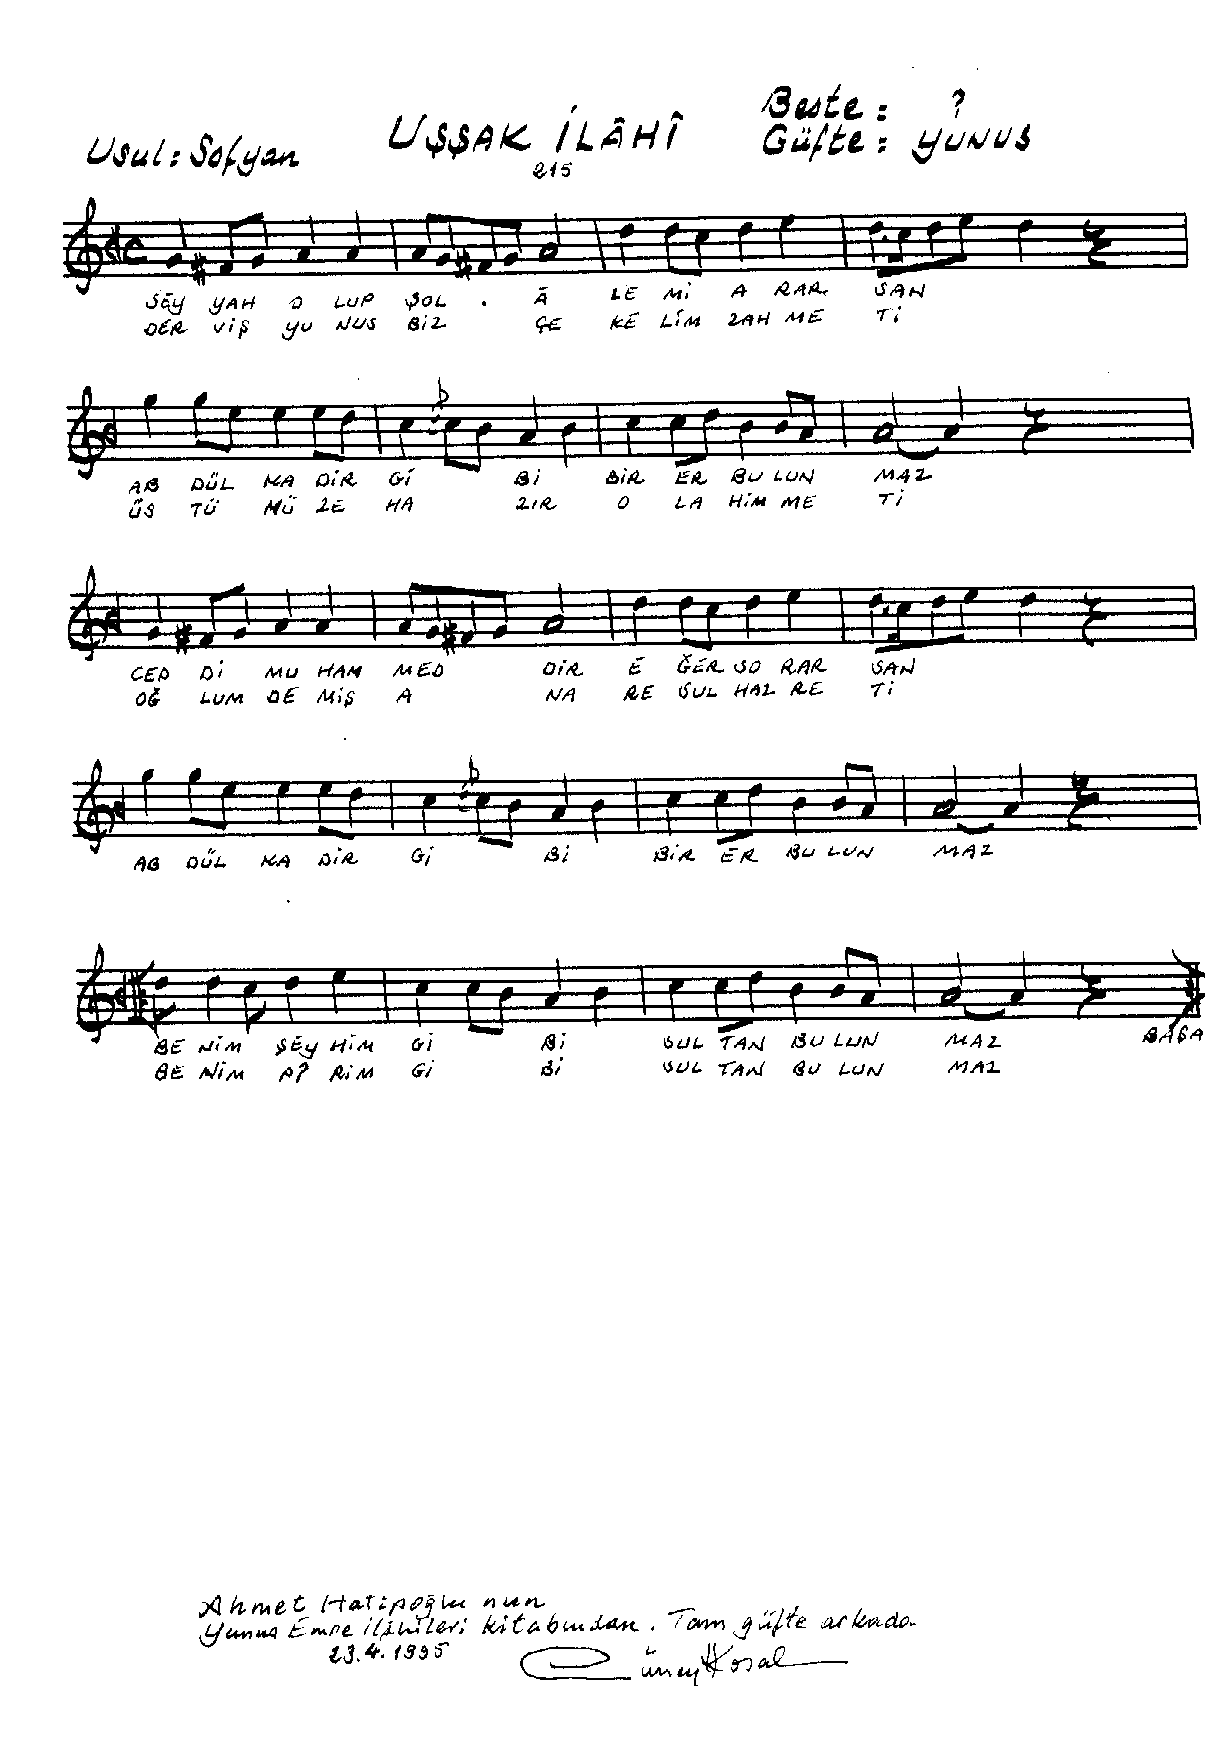 Usul: Sofyan
UŞŞAK İLÂHÎ
215
Beste: ?
Güfte: YUNUS
SEY YAH O LUP ŞOL . Â LE Mİ A RAR SAN
DER VİŞ YU NUS BİZ ÇE KE LİM ZAH ME Tİ
AB DÜL KA DİR Gİ Bİ BİR ER BU LUN MAZ
ÜS TÜ MÜ ZE HA ZIR O LA HİM ME Tİ
CED Dİ MU HAM MED DİR E ĞER SO RAR SAN
OĞ LUM DE MİŞ A NA RE SUL HAZ RE Tİ
AB DÜL KA DİR Gİ Bİ BİR ER BU LUN MAZ
BE NİM ŞEY HİM Gİ Bİ SUL TAN BU LUN MAZ BAŞA
BE NİM Pİ RİM Gİ Bİ SUL TAN BU LUN MAZ
Ahmet Hatipoğlu nun
Yunus Emre ilâhileri kitabından. Tam güfte arkada
23.4.1995
Cüneyt Kosal